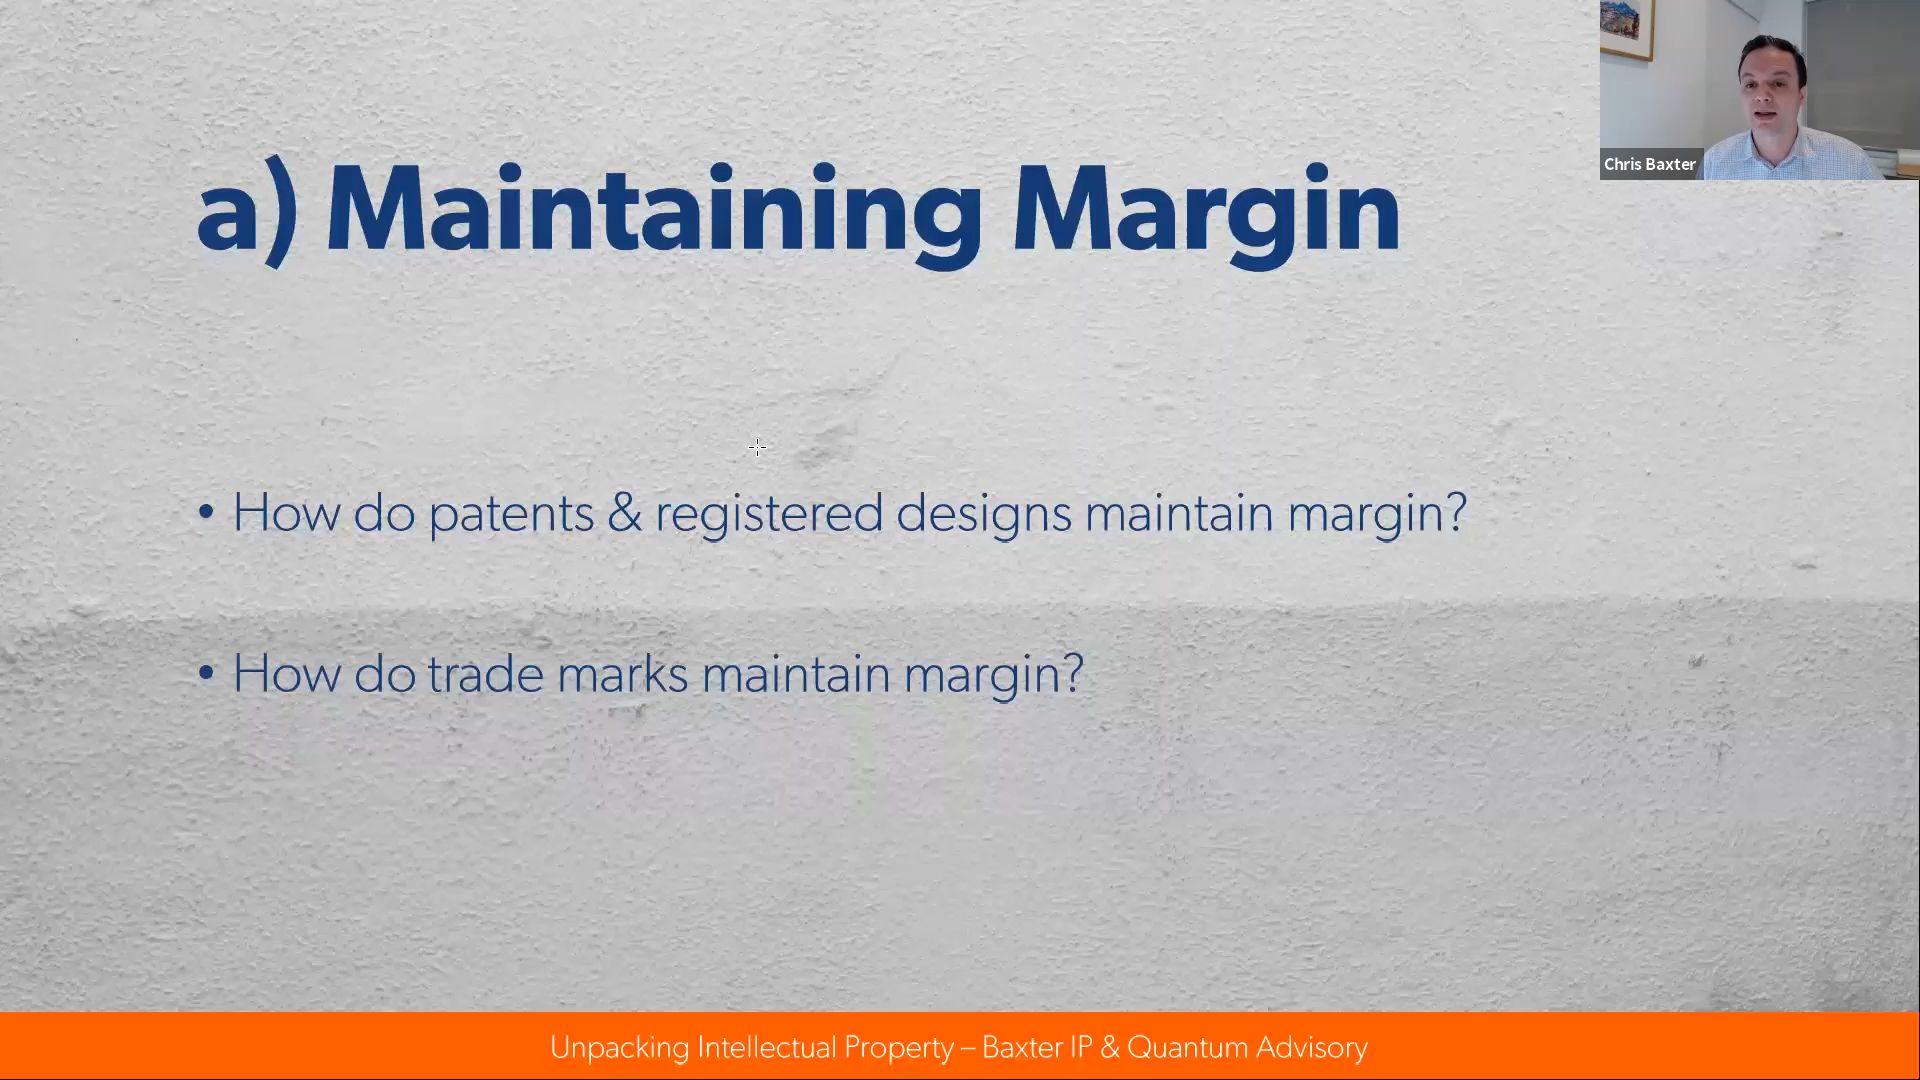 a) Maintaining Margin
Chris Baxter
• How do patents & registered designs maintain margin?
• How do trade marks maintain margin?
Unpacking Intellectual Property – Baxter IP & Quantum Advisory